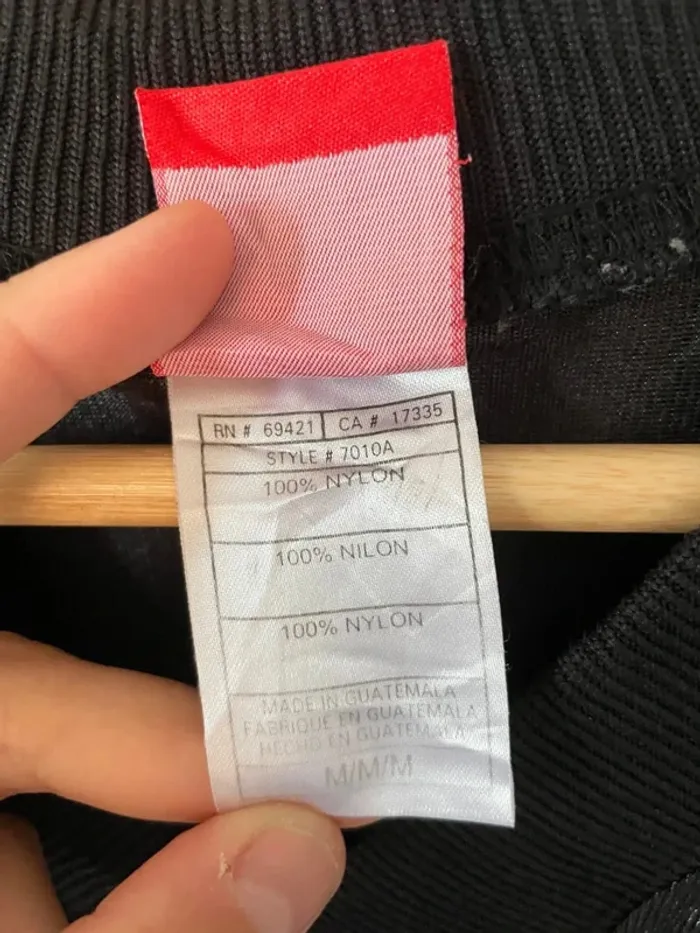 RN # 69421 CA # 17335
STYLE # 7010A
100% NYLON
100% NILON
100% NYLON
MADE IN GUATEMALA
FABRIQUE EN GUATEMALA
HECHO EN GUATEMALA
M/M/M